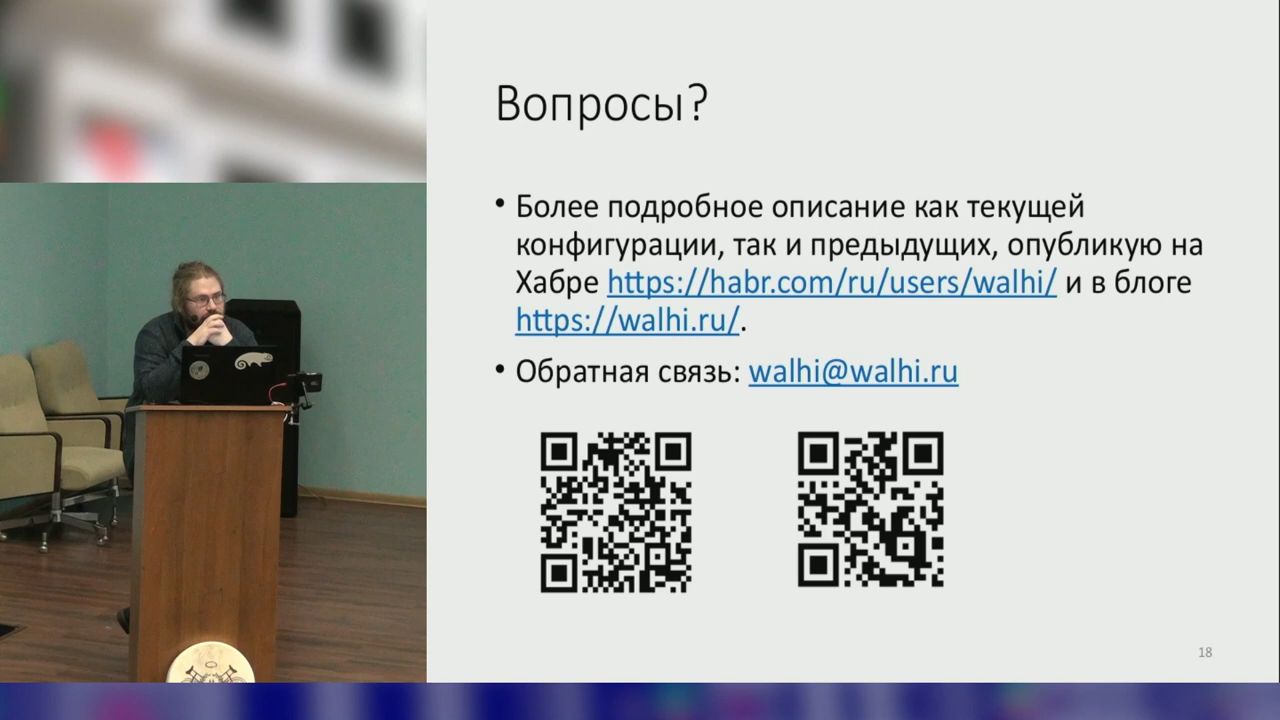 Вопросы?
• Более подробное описание как текущей
конфигурации, так и предыдущих, опубликую на
Хабре https://habr.com/ru/users/walhi/ и в блоге
https://walhi.ru/.
• Обратная связь: walhi@walhi.ru
18